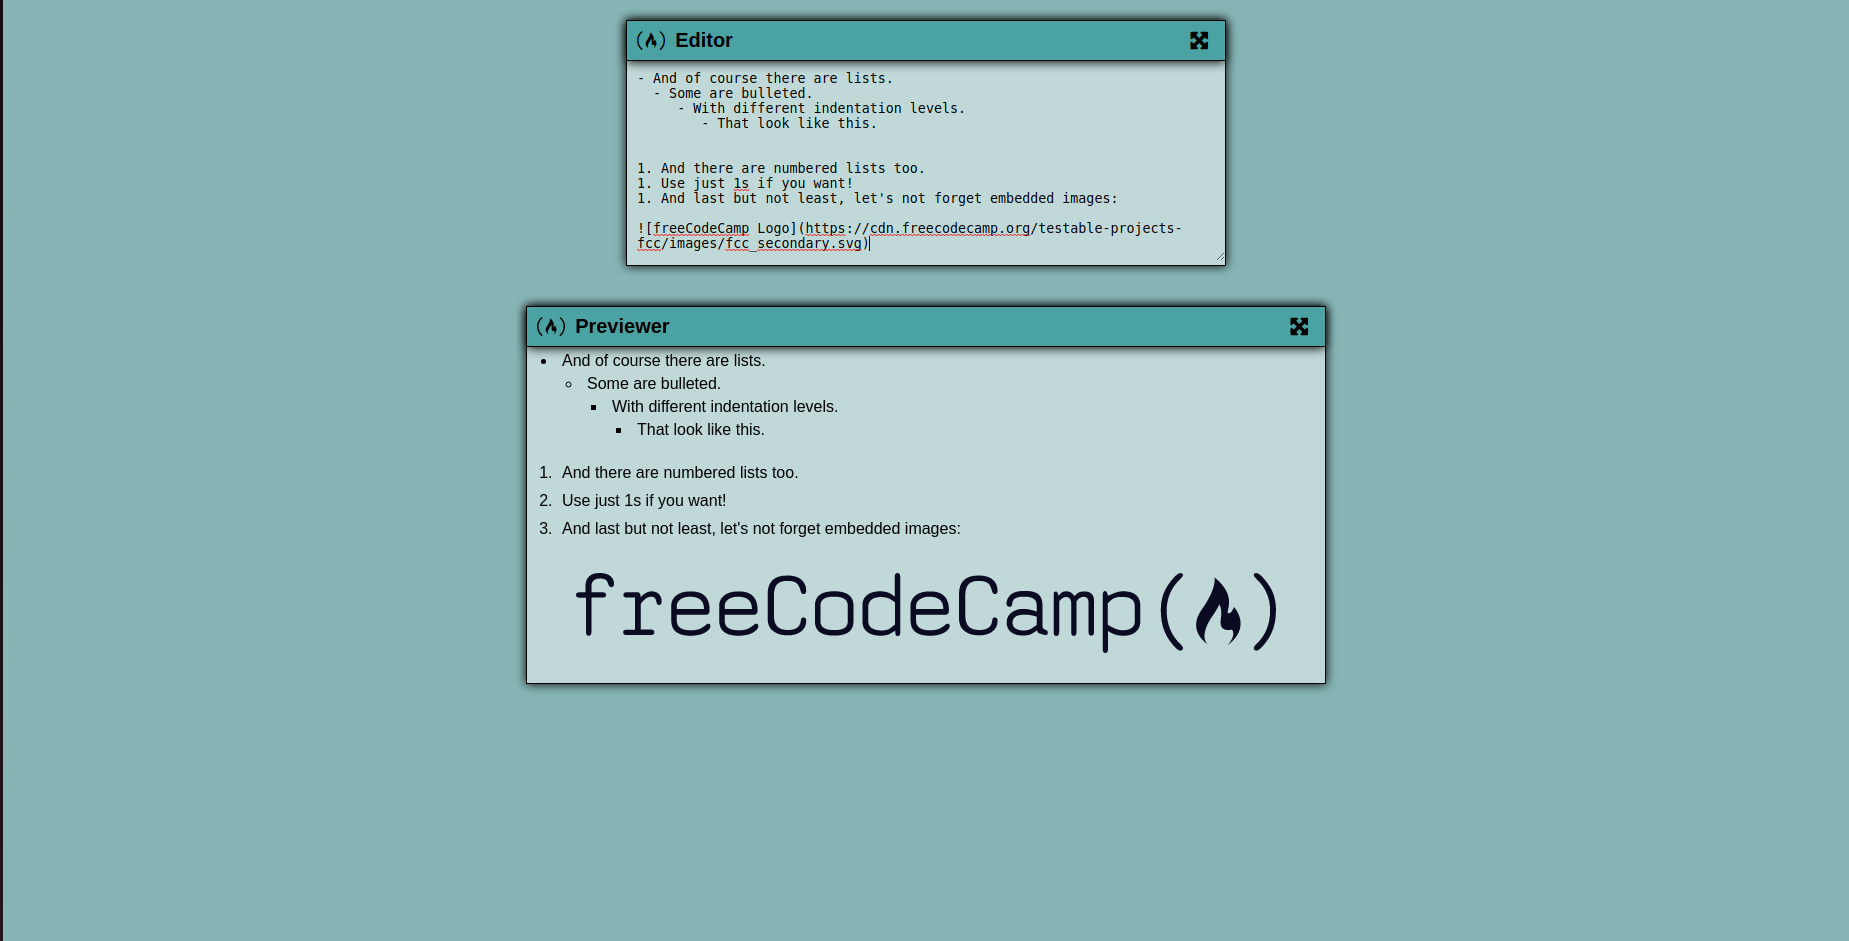 Editor
- And of course there are lists.
  - Some are bulleted.
     - With different indentation levels.
        - That look like this.
1. And there are numbered lists too.
1. Use just 1s if you want!
1. And last but not least, let's not forget embedded images:
![freeCodeCamp Logo](https://cdn.freecodecamp.org/testable-projects-
fcc/images/fcc_secondary.svg)
Previewer
• And of course there are lists.
◦ Some are bulleted.
▪ With different indentation levels.
▪ That look like this.
1. And there are numbered lists too.
2. Use just 1s if you want!
3. And last but not least, let's not forget embedded images:
freeCodeCamp